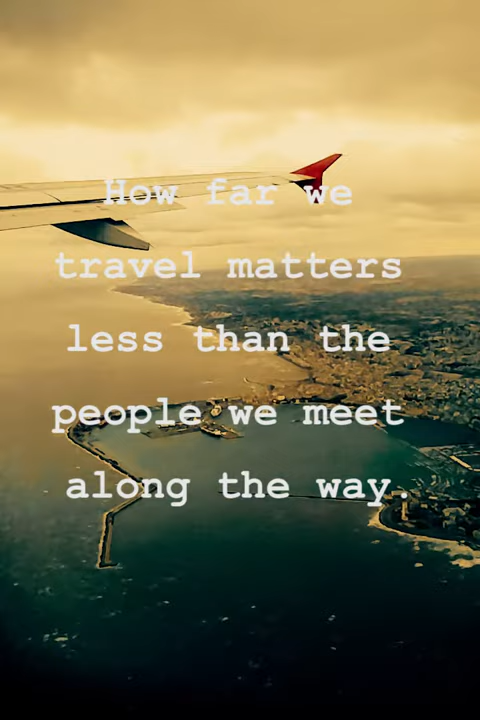 How far we
travel matters
less than the
people we meet
along the way.